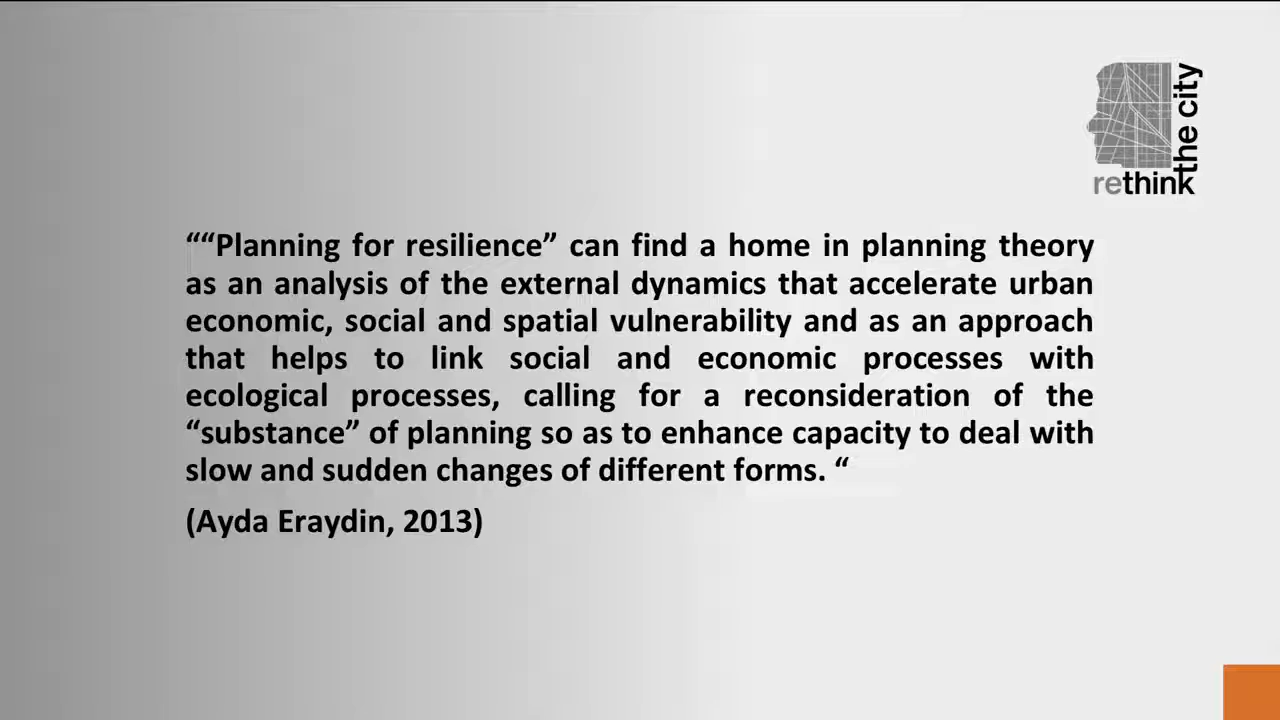 the city
rethink
““Planning for resilience” can find a home in planning theory
as an analysis of the external dynamics that accelerate urban
economic, social and spatial vulnerability and as an approach
that helps to link social and economic processes with
ecological processes, calling for a reconsideration of the
“substance” of planning so as to enhance capacity to deal with
slow and sudden changes of different forms. “
(Ayda Eraydin, 2013)